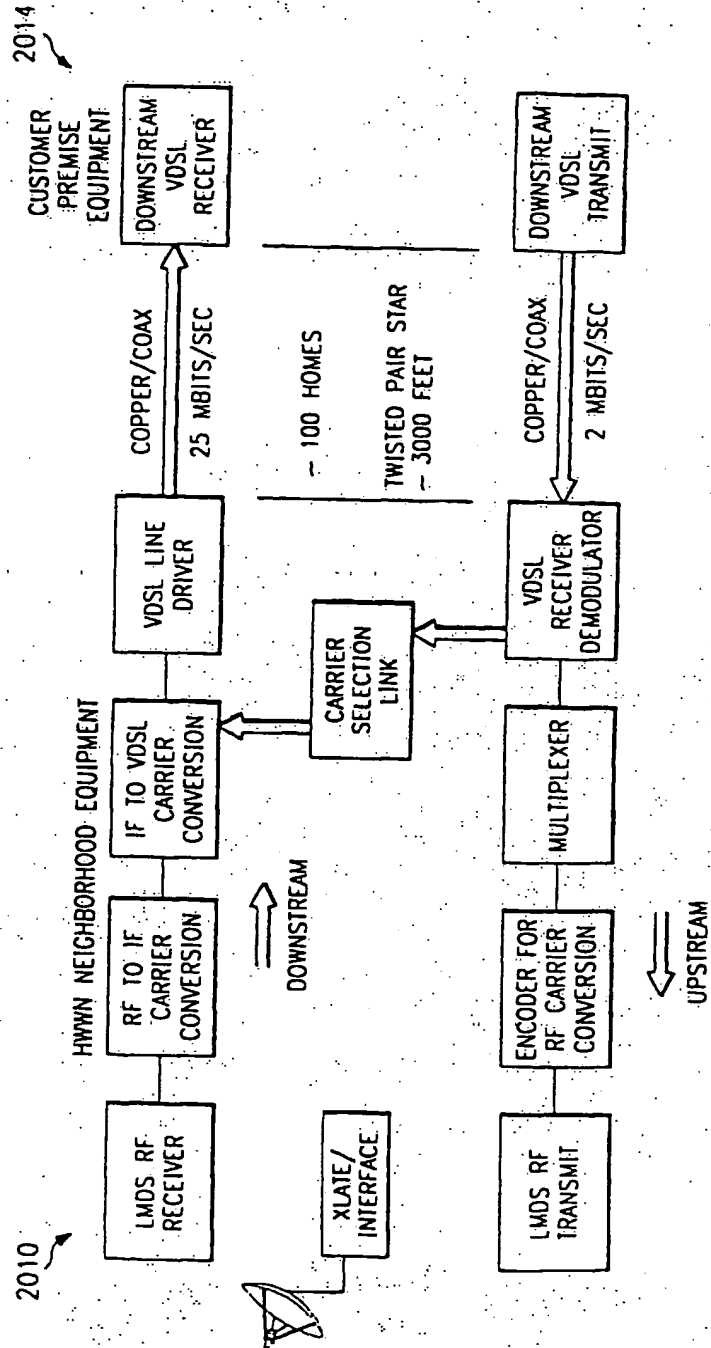 2010
HWWN NEIGHBORHOOD EQUIPMENT
CUSTOMER
PREMISE
EQUIPMENT
2014
LMDS RF
RECEIVER
RF TO IF
CARRIER
CONVERSION
IF TO VDSL
CARRIER
CONVERSION
VDSL LINE
DRIVER
COPPER/COAX
25 MBITS/SEC
DOWNSTREAM
VDSL
RECEIVER
DOWNSTREAM
XLATE/
INTERFACE
CARRIER
SELECTION
LINK
~ 100 HOMES
TWISTED PAIR STAR
~ 3000 FEET
LMDS RF
TRANSMIT
ENCODER FOR
RF CARRIER
CONVERSION
MULTIPLEXER
VDSL
RECEIVER
DEMODULATOR
COPPER/COAX
2 MBITS/SEC
DOWNSTREAM
VDSL
TRANSMIT
UPSTREAM